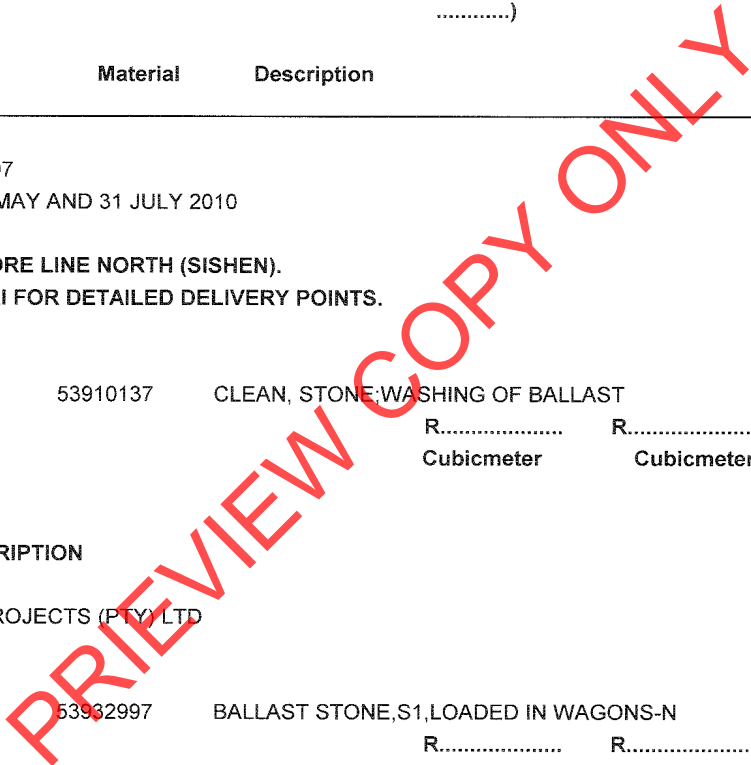 ............)
Material Description
7
MAY AND 31 JULY 2010
ORE LINE NORTH (SISHEN).
I FOR DETAILED DELIVERY POINTS.
53910137 CLEAN, STONE;WASHING OF BALLAST
R.................... R....................
Cubicmeter Cubicmeter
RIPTION
ROJECTS (PTY) LTD
53932997 BALLAST STONE,S1,LOADED IN WAGONS-N
R.................... R....................
PRIEVIEW COPY ONLY